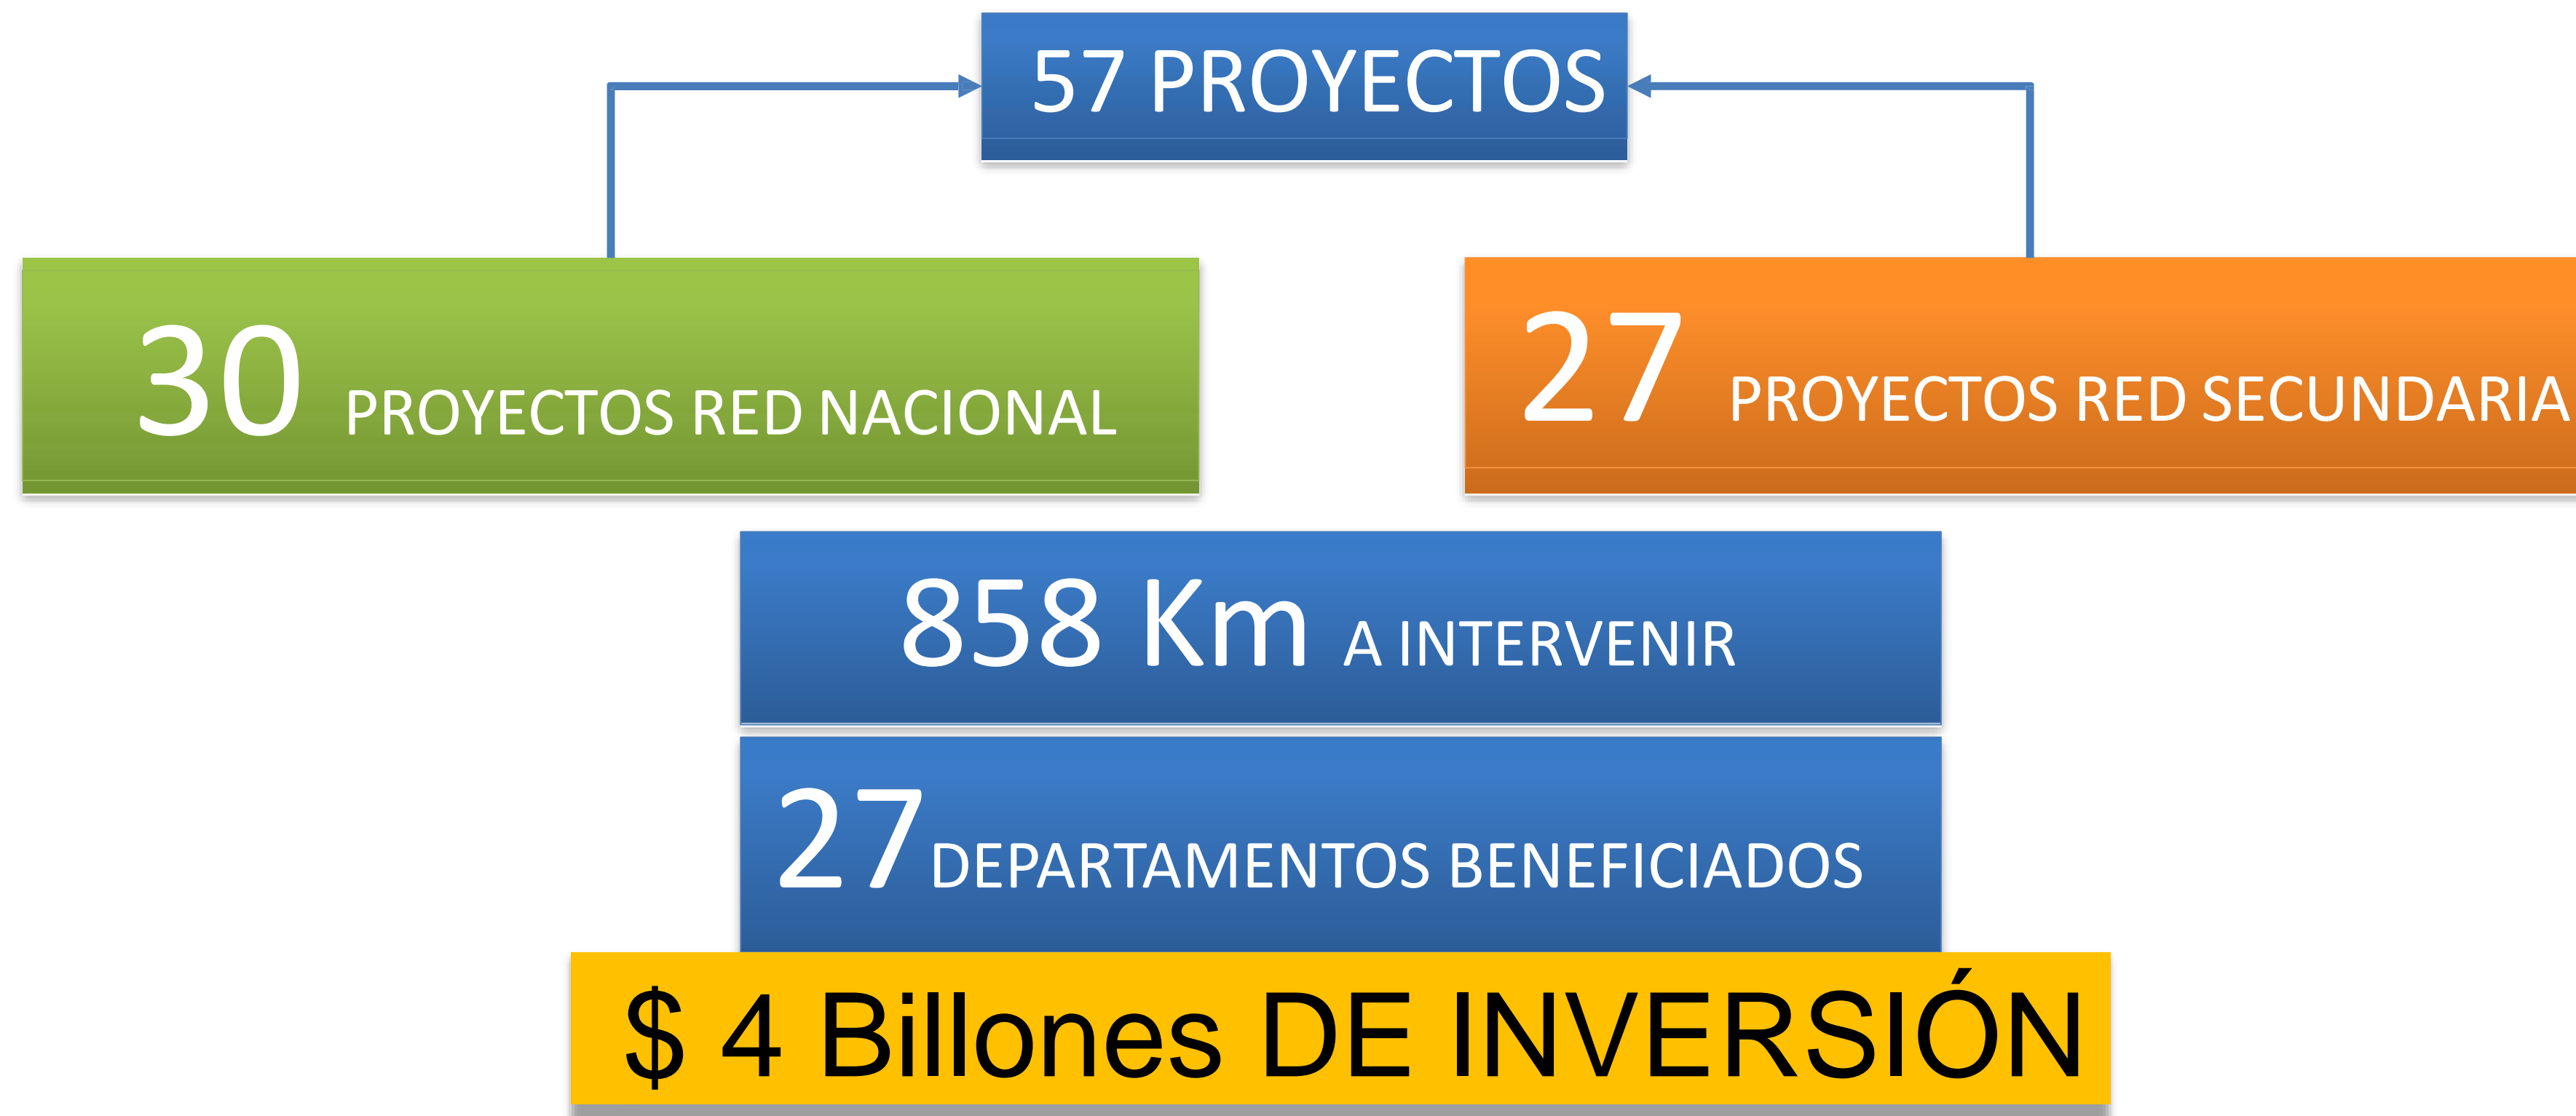 57 PROYECTOS
30 PROYECTOS RED NACIONAL
27 PROYECTOS RED SECUNDARIA
858 Km A INTERVENIR
27 DEPARTAMENTOS BENEFICIADOS
$ 4 Billones DE INVERSIÓN